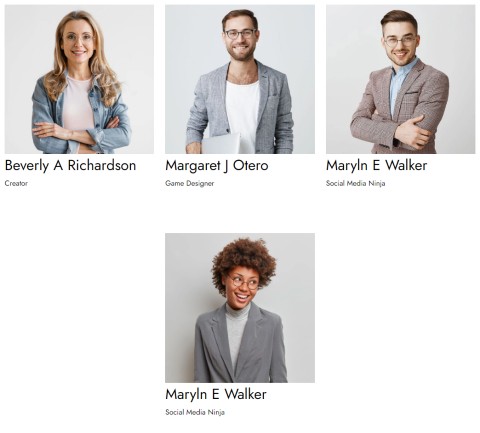 Beverly A Richardson
Creator
Margaret J Otero
Game Designer
Maryln E Walker
Social Media Ninja
Maryln E Walker
Social Media Ninja